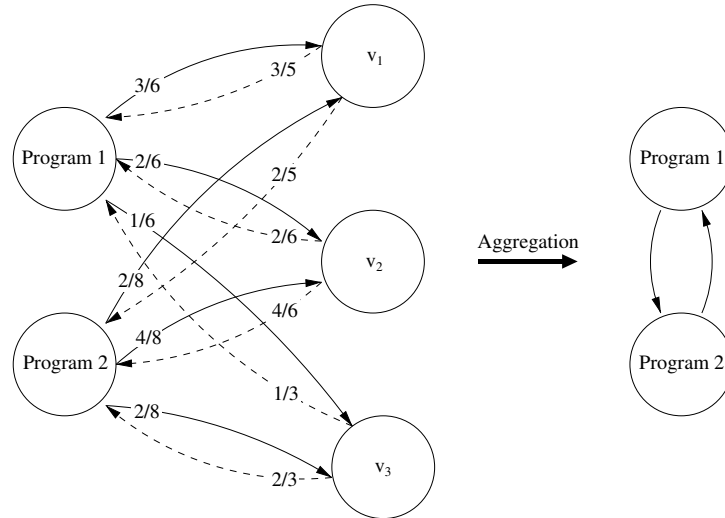 v1
3/6
3/5
Program 1
Program 1
2/6
2/5
1/6
2/6
v2
Aggregation
2/8
4/6
4/8
Program 2
Program 2
1/3
2/8
v3
2/3